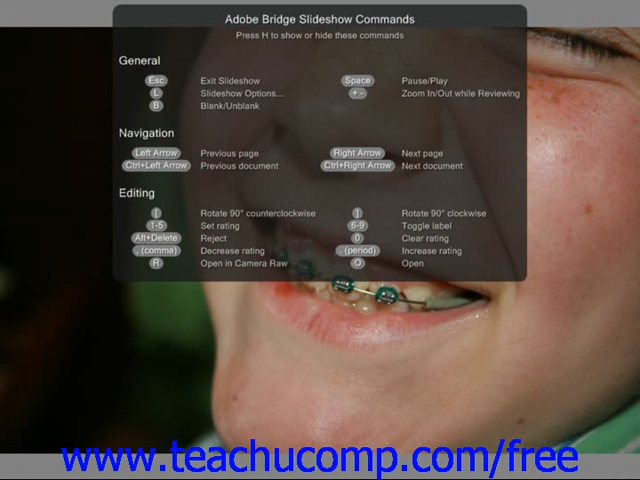 Adobe Bridge Slideshow Commands
Press H to show or hide these commands
General
Esc Exit Slideshow Space Pause/Play
L Slideshow Options... + - Zoom In/Out while Reviewing
B Blank/Unblank
Navigation
Left Arrow Previous page Right Arrow Next page
Ctrl+Left Arrow Previous document Ctrl+Right Arrow Next document
Editing
[ Rotate 90° counterclockwise ] Rotate 90° clockwise
1-5 Set rating 6-9 Toggle label
Alt+Delete Reject 0 Clear rating
, (comma) Decrease rating . (period) Increase rating
R Open in Camera Raw O Open
www.teachucomp.com/free